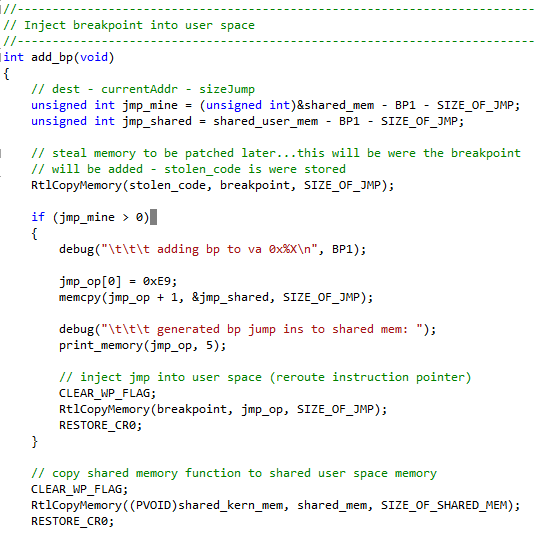 //-----------------------------------------------------------------------
// Inject breakpoint into user space
//-----------------------------------------------------------------------
int add_bp(void)
{
    // dest - currentAddr - sizeJump
    unsigned int jmp_mine = (unsigned int)&shared_mem - BP1 - SIZE_OF_JMP;
    unsigned int jmp_shared = shared_user_mem - BP1 - SIZE_OF_JMP;

    // steal memory to be patched later...this will be were the breakpoint
    // will be added - stolen_code is were stored
    RtlCopyMemory(stolen_code, breakpoint, SIZE_OF_JMP);

    if (jmp_mine > 0)
    {
        debug("\t\t\t adding bp to va 0x%X\n", BP1);

        jmp_op[0] = 0xE9;
        memcpy(jmp_op + 1, &jmp_shared, SIZE_OF_JMP);

        debug("\t\t\t generated bp jump ins to shared mem: ");
        print_memory(jmp_op, 5);

        // inject jmp into user space (reroute instruction pointer)
        CLEAR_WP_FLAG;
        RtlCopyMemory(breakpoint, jmp_op, SIZE_OF_JMP);
        RESTORE_CR0;
    }

    // copy shared memory function to shared user space memory
    CLEAR_WP_FLAG;
    RtlCopyMemory((PVOID)shared_kern_mem, shared_mem, SIZE_OF_SHARED_MEM);
    RESTORE_CR0;